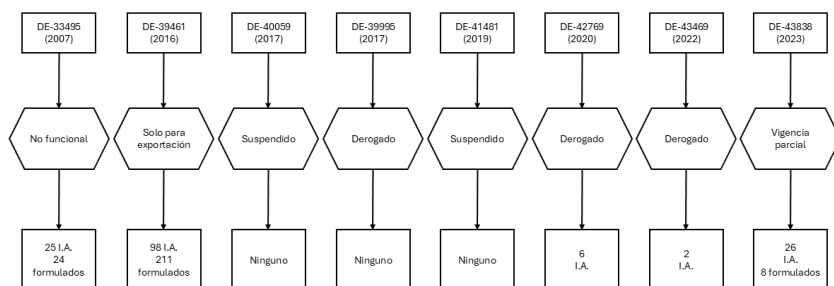 DE-33495
(2007)
DE-39461
(2016)
DE-40059
(2017)
DE-39995
(2017)
DE-41481
(2019)
DE-42769
(2020)
DE-43469
(2022)
DE-43838
(2023)
No funcional
Solo para
exportación
Suspendido
Derogado
Suspendido
Derogado
Derogado
Vigencia
parcial
25 I.A.
24
formulados
98 I.A.
211
formulados
Ninguno
Ninguno
Ninguno
6
I.A.
2
I.A.
26
I.A.
8 formulados